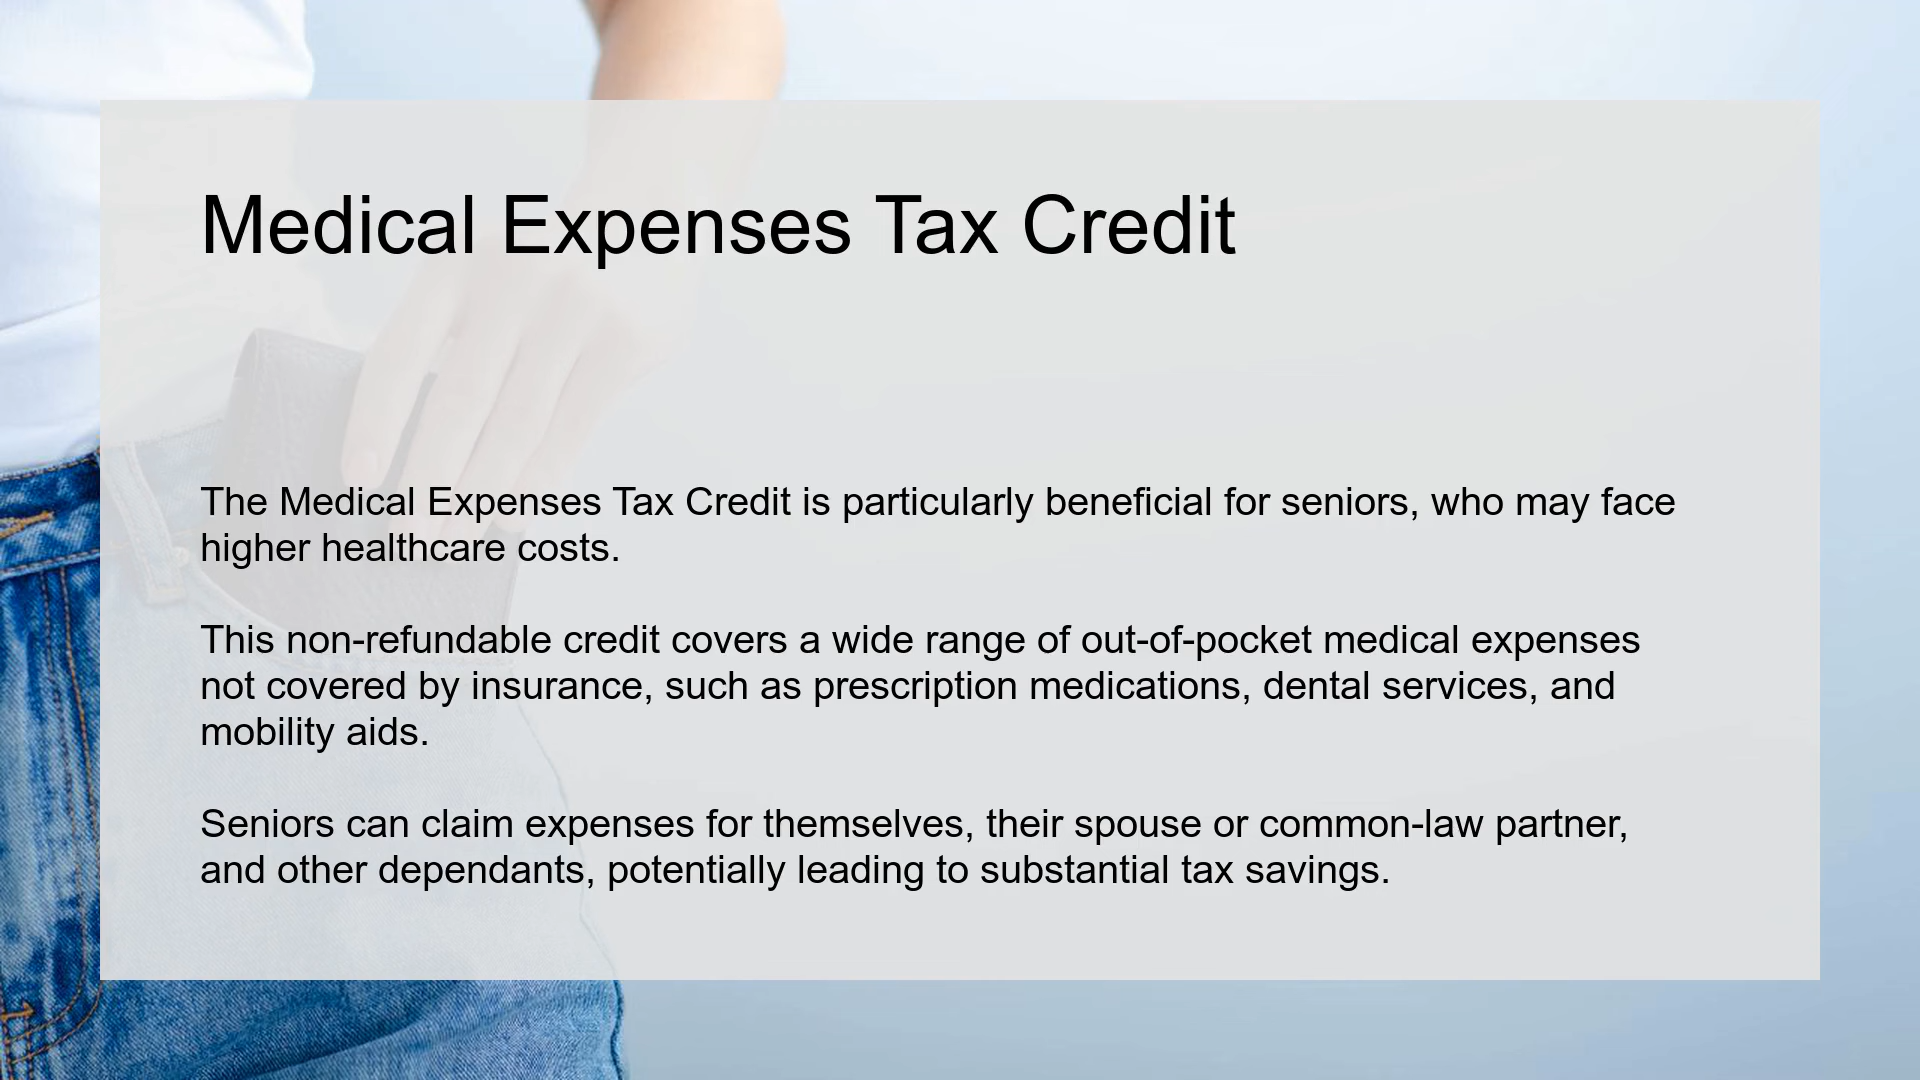 Medical Expenses Tax Credit
The Medical Expenses Tax Credit is particularly beneficial for seniors, who may face
higher healthcare costs.
This non-refundable credit covers a wide range of out-of-pocket medical expenses
not covered by insurance, such as prescription medications, dental services, and
mobility aids.
Seniors can claim expenses for themselves, their spouse or common-law partner,
and other dependants, potentially leading to substantial tax savings.